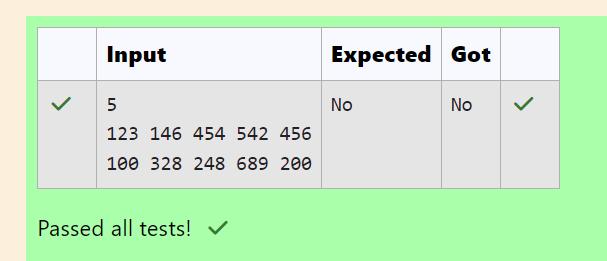 Input Expected Got
5 No No
123 146 454 542 456
100 328 248 689 200
Passed all tests!